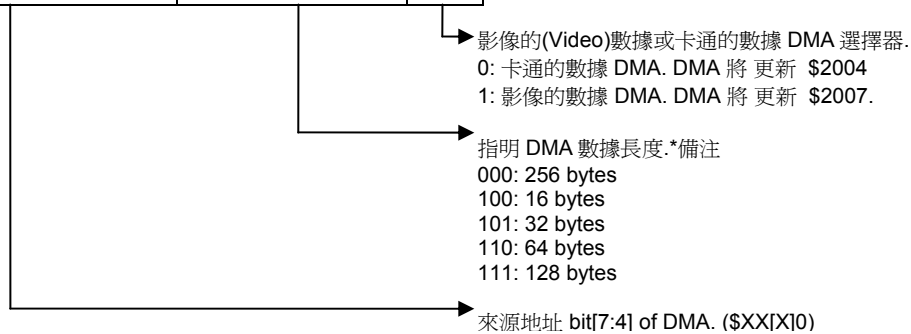 影像的(Video)數據或卡通的數據 DMA 選擇器.
0: 卡通的數據 DMA. DMA 將 更新 $2004
1: 影像的數據 DMA. DMA 將 更新 $2007.
指明 DMA 數據長度.*備注
000: 256 bytes
100: 16 bytes
101: 32 bytes
110: 64 bytes
111: 128 bytes
來源地址 bit[7:4] of DMA. ($XX[X]0)